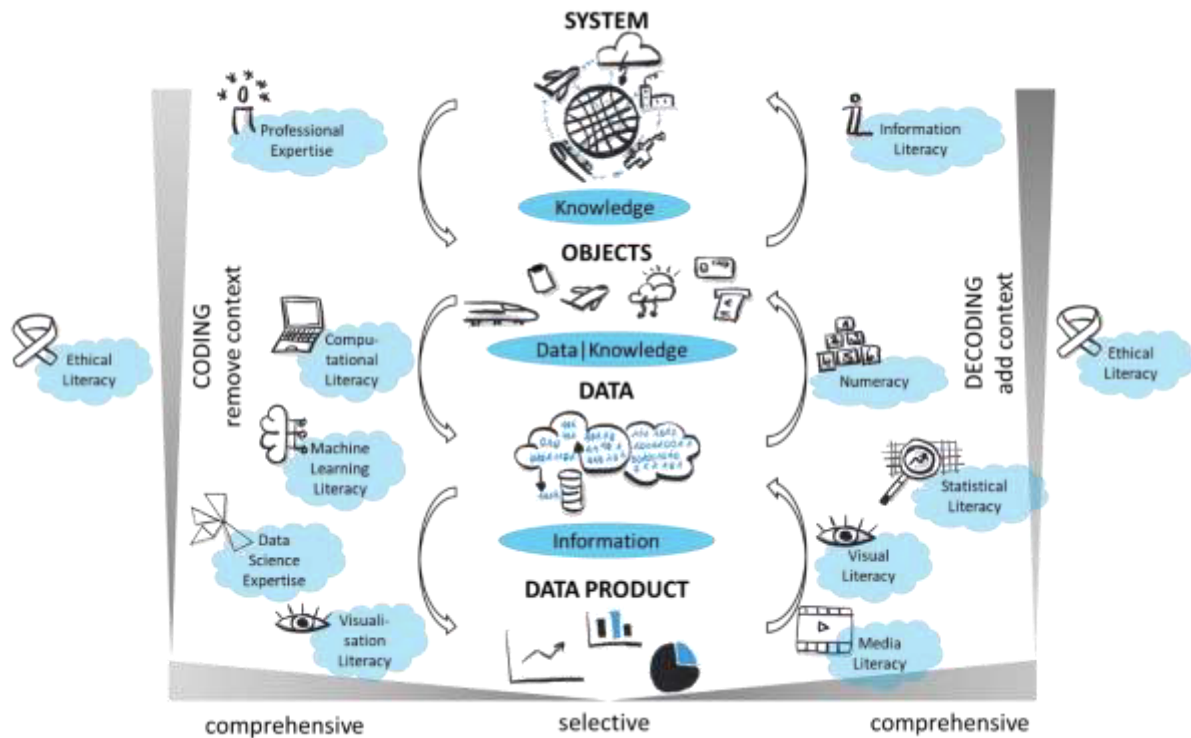 SYSTEM
Professional
Expertise
Information
Literacy
Knowledge
OBJECTS
CODING
remove context
Ethical
Literacy
Compu-
tational
Literacy
Data|Knowledge
Numeracy
DECODING
add context
Ethical
Literacy
DATA
Machine
Learning
Literacy
Statistical
Literacy
Data
Science
Expertise
Information
Visual
Literacy
DATA PRODUCT
Visuali-
sation
Literacy
Media
Literacy
comprehensive
selective
comprehensive